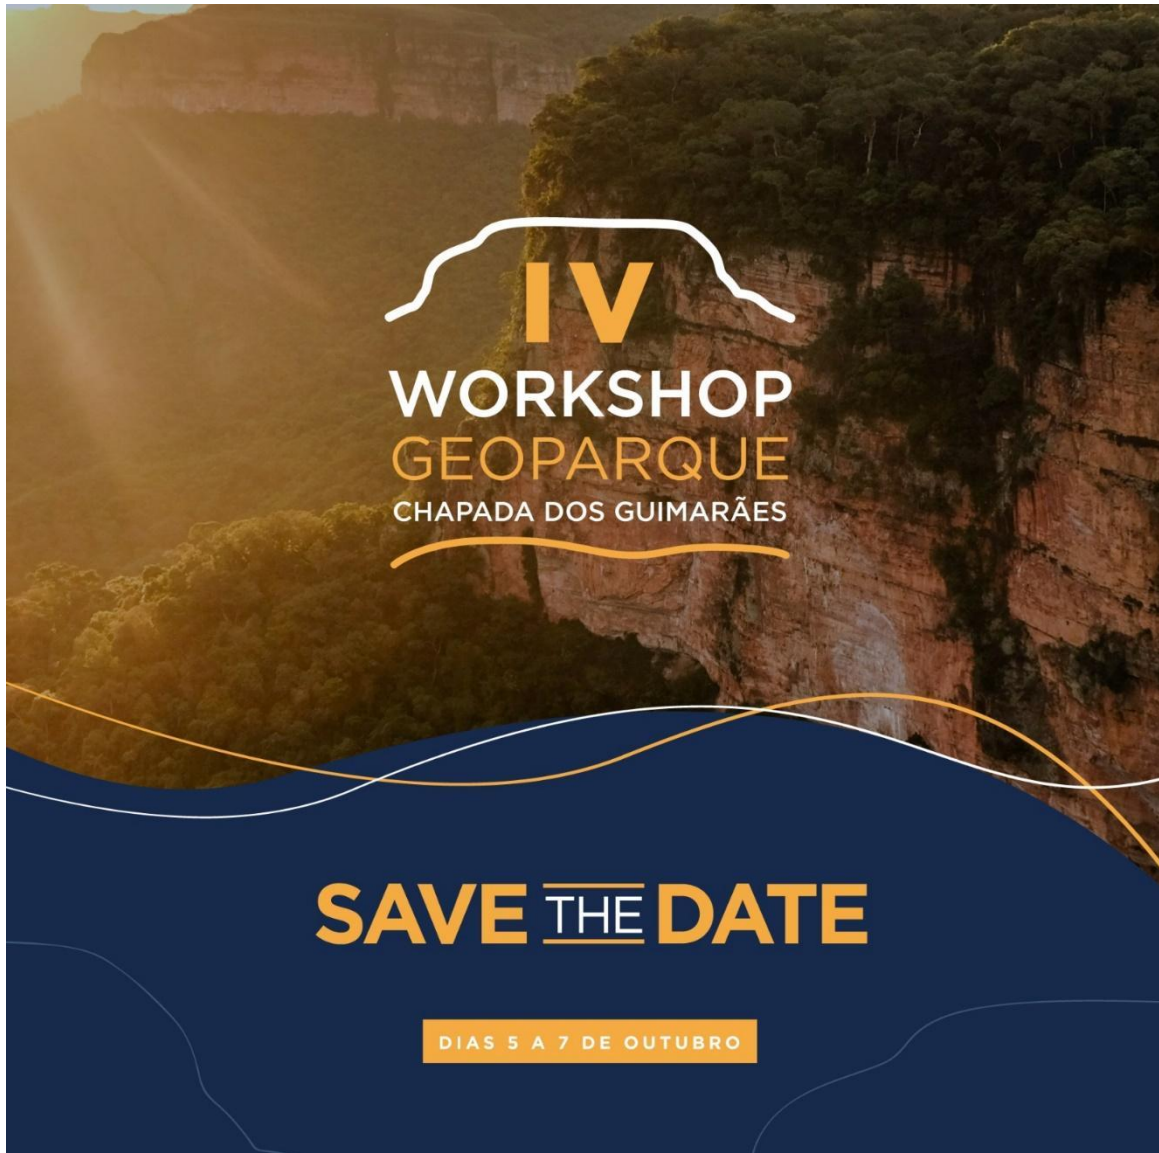 IV
WORKSHOP
GEOPARQUE
CHAPADA DOS GUIMARÃES
SAVE THE DATE
DIAS 5 A 7 DE OUTUBRO